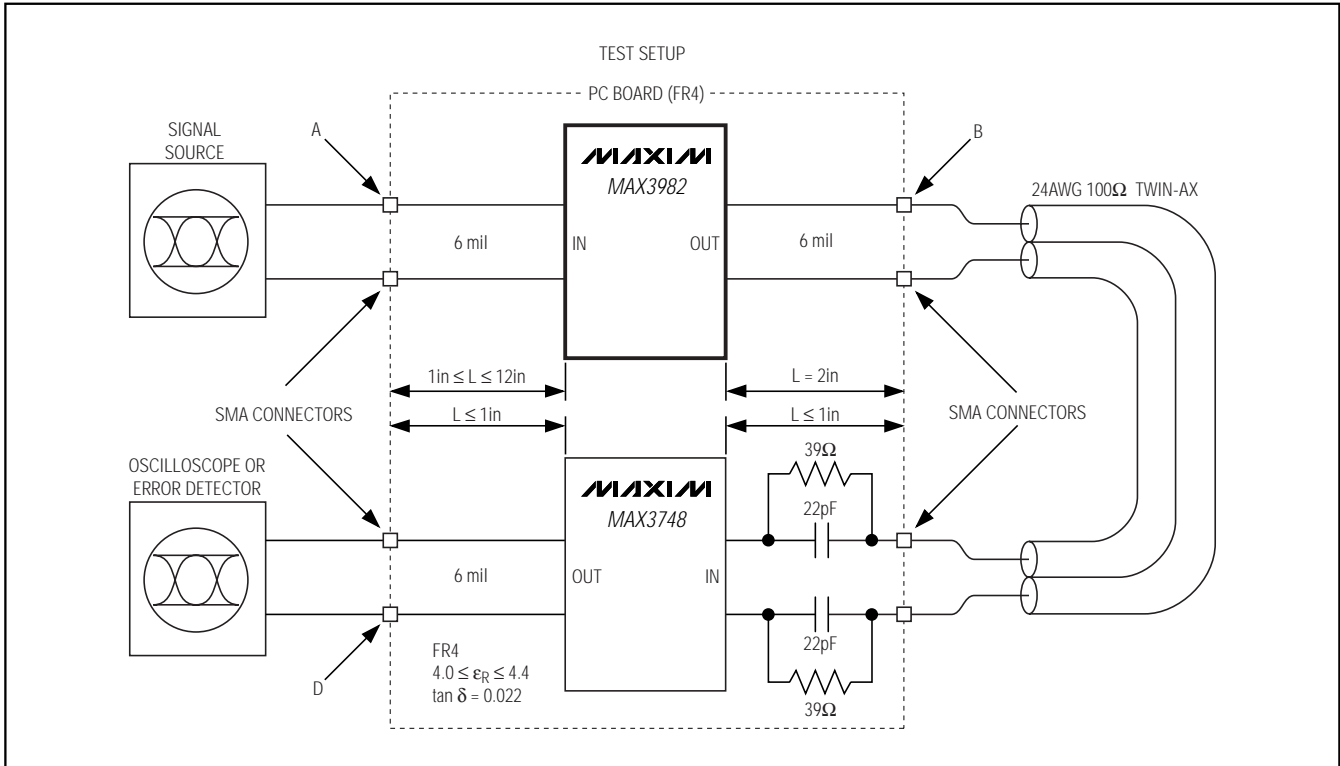 TEST SETUP
PC BOARD (FR4)
SIGNAL
SOURCE
A
B
MAXIM
MAX3982
24AWG 100Ω TWIN-AX
6 mil
IN
OUT
6 mil
1in ≤ L ≤ 12in
L = 2in
SMA CONNECTORS
L ≤ 1in
L ≤ 1in
SMA CONNECTORS
39Ω
OSCILLOSCOPE OR
ERROR DETECTOR
MAXIM
MAX3748
22pF
6 mil
OUT
IN
22pF
FR4
4.0 ≤ εR ≤ 4.4
tan δ = 0.022
D
39Ω